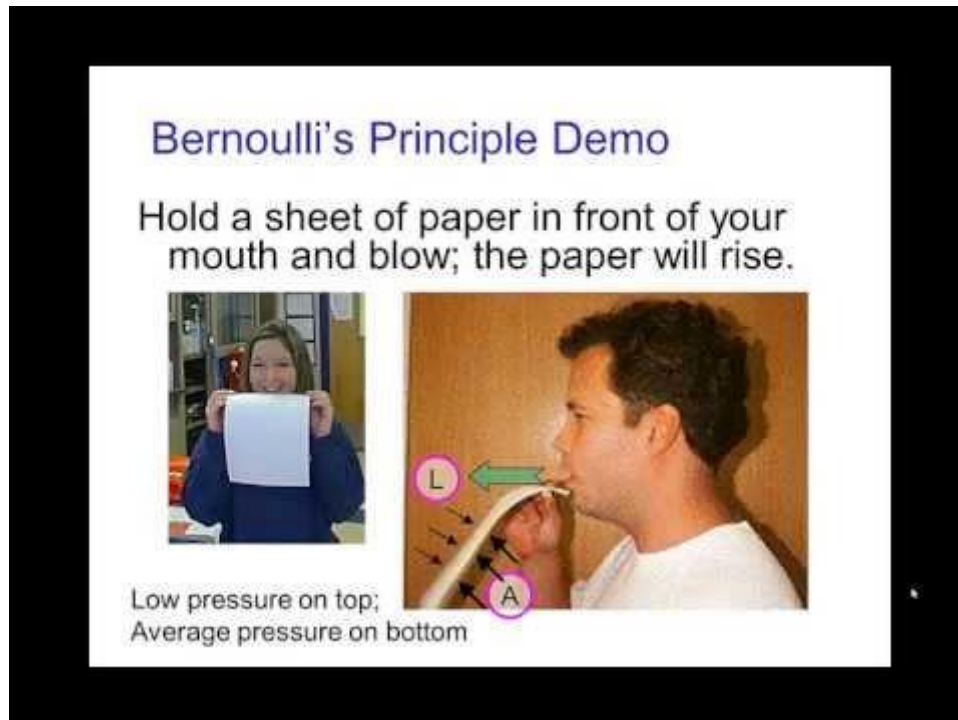 Bernoulli's Principle Demo
Hold a sheet of paper in front of your
mouth and blow; the paper will rise.
L
A
Low pressure on top;
Average pressure on bottom